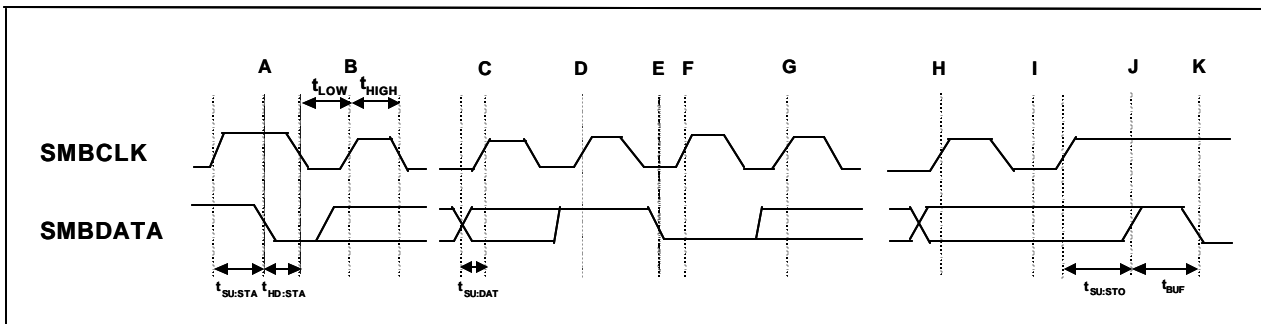 A B C D E F G H I J K
tLOW tHIGH
SMBCLK
SMBDATA
tSU:STA tHD:STA tSU:DAT tSU:STO tBUF